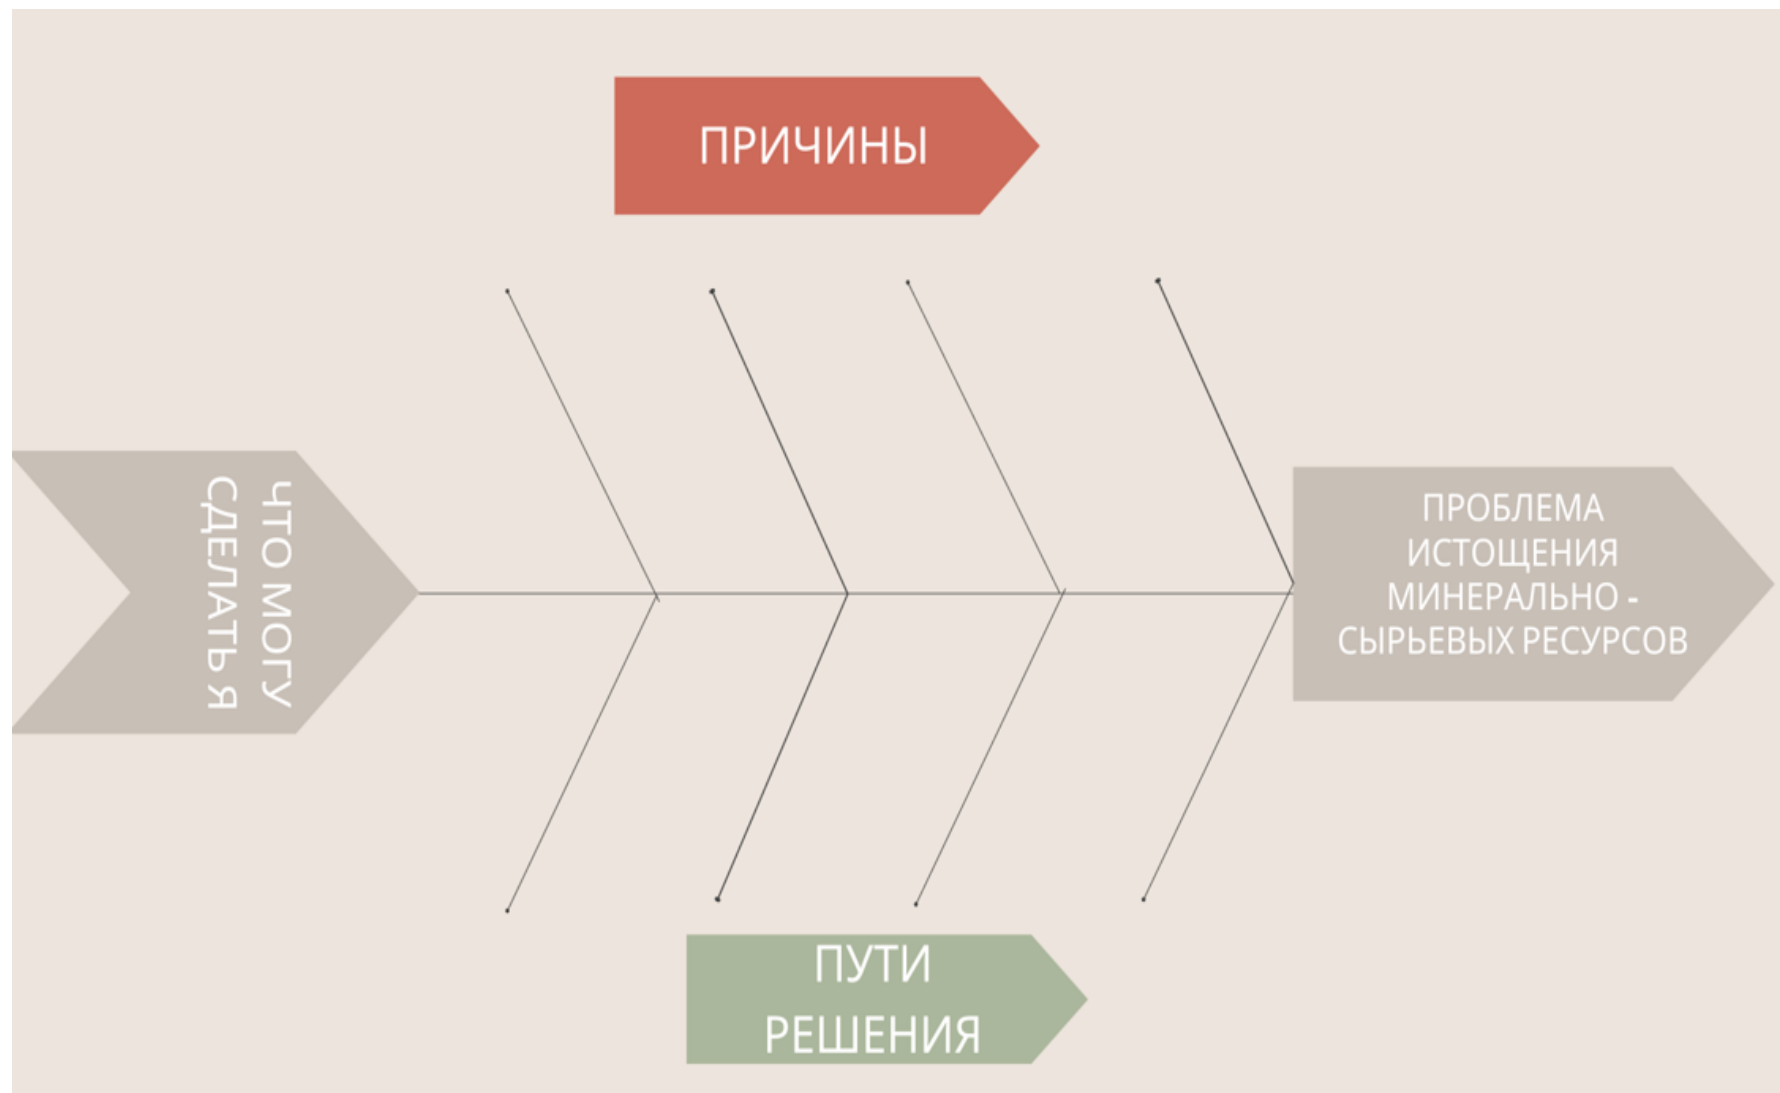 ПРИЧИНЫ
ЧТО МОГУ
СДЕЛАТЬ Я
ПРОБЛЕМА
ИСТОЩЕНИЯ
МИНЕРАЛЬНО -
СЫРЬЕВЫХ РЕСУРСОВ
ПУТИ
РЕШЕНИЯ